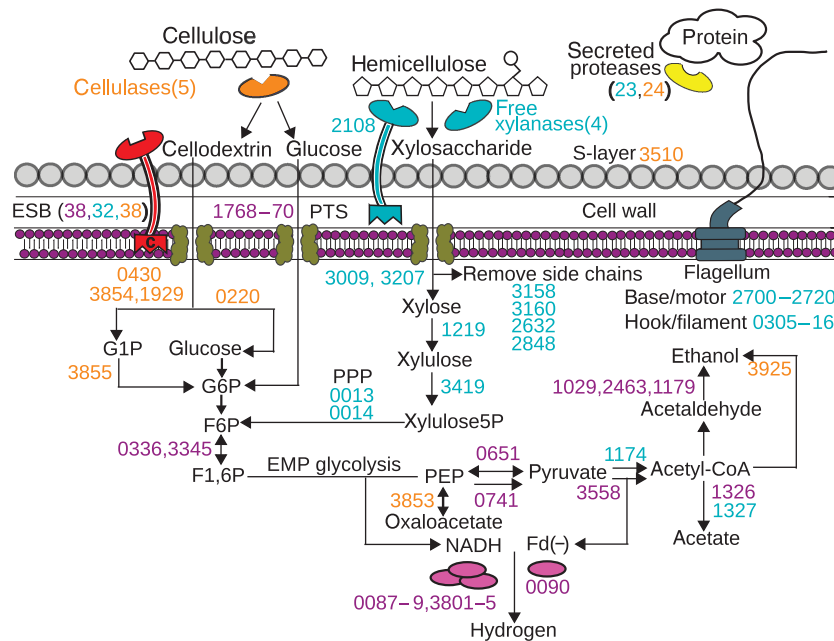 Cellulose
Cellulases(5)
Hemicellulose
Free
xylanases(4)
2108
Protein
Secreted
proteases
(23,24)
Cellodextrin
Glucose
Xylosaccharide
S-layer 3510
ESB (38,32,38)
1768–70
PTS
Cell wall
C
0430
3854,1929
0220
3009, 3207
Remove side chains
3158
3160
2632
2848
Flagellum
Base/motor 2700–2720
Hook/filament 0305–16
Xylose
1219
Xylulose
3419
Xylulose5P
G1P
Glucose
3855
G6P
PPP
0013
0014
F6P
0336,3345
F1,6P
EMP glycolysis
PEP
0651
0741
Pyruvate
1174
3558
Acetyl-CoA
Ethanol
3925
1029,2463,1179
Acetaldehyde
1326
1327
Acetate
3853
Oxaloacetate
NADH
Fd(–)
0090
0087–9,3801–5
Hydrogen